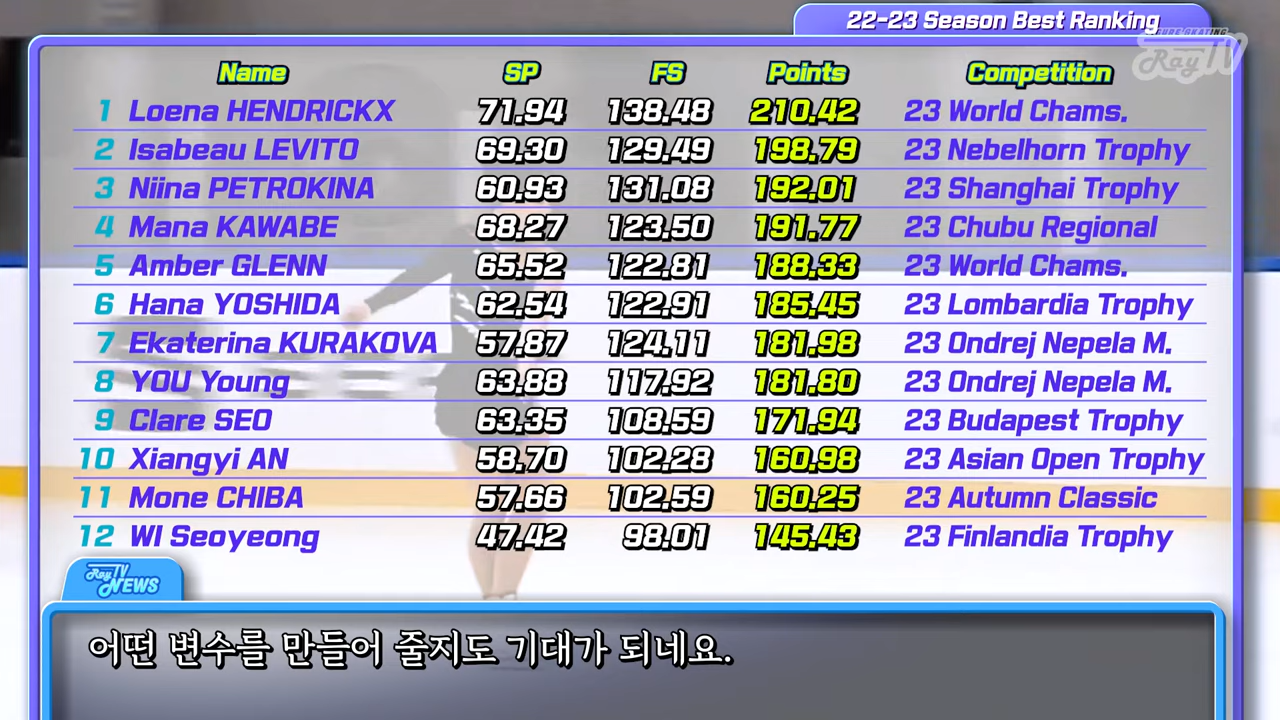 22-23 Season Best Ranking
FIGURE SKATING
RayTV
Name SP FS Points Competition
1 Loena HENDRICKX 71.94 138.48 210.42 23 World Chams.
2 Isabeau LEVITO 69.30 129.49 198.79 23 Nebelhorn Trophy
3 Niina PETROKINA 60.93 131.08 192.01 23 Shanghai Trophy
4 Mana KAWABE 68.27 123.50 191.77 23 Chubu Regional
5 Amber GLENN 65.52 122.81 188.33 23 World Chams.
6 Hana YOSHIDA 62.54 122.91 185.45 23 Lombardia Trophy
7 Ekaterina KURAKOVA 57.87 124.11 181.98 23 Ondrej Nepela M.
8 YOU Young 63.88 117.92 181.80 23 Ondrej Nepela M.
9 Clare SEO 63.35 108.59 171.94 23 Budapest Trophy
10 Xiangyi AN 58.70 102.28 160.98 23 Asian Open Trophy
11 Mone CHIBA 57.66 102.59 160.25 23 Autumn Classic
12 WI Seoyeong 47.42 98.01 145.43 23 Finlandia Trophy
RayTV
NEWS
어떤 변수를 만들어 줄지도 기대가 되네요.